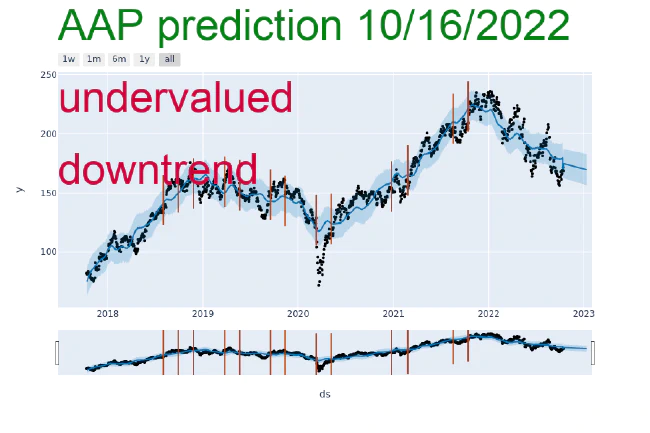 AAP prediction 10/16/2022
1w 1m 6m 1y all
undervalued
downtrend
250
200
150
100
y
2018 2019 2020 2021 2022 2023
ds